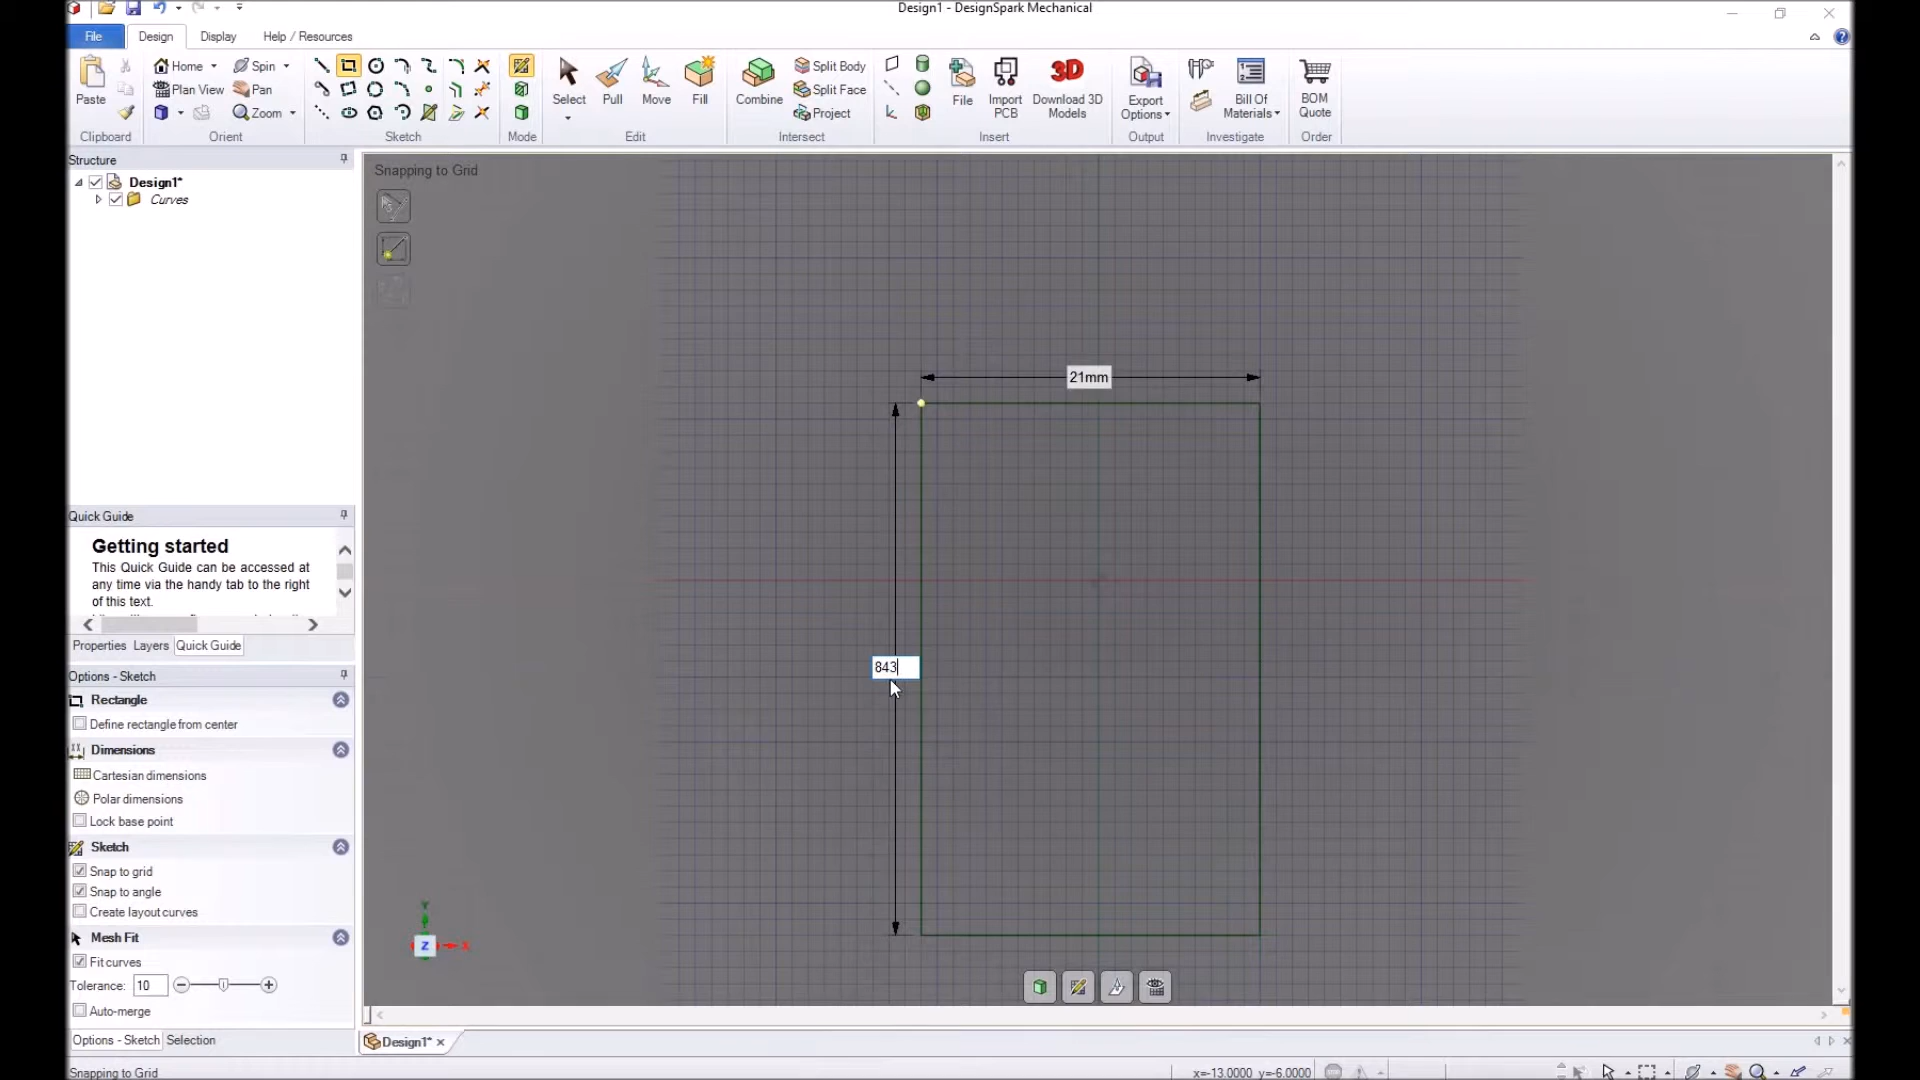 Design1 - DesignSpark Mechanical
File Design Display Help / Resources
Paste
Home Spin
Plan View Pan
Zoom
Select Pull Move Fill
Combine
Split Body
Split Face
Project
File
Import PCB
Download 3D Models
3D
Export Options
Bill Of Materials
BOM Quote
Clipboard Orient Sketch Mode Edit Intersect Insert Output Investigate Order
Structure
Design1*
Curves
Snapping to Grid
21mm
843
Quick Guide
Getting started
This Quick Guide can be accessed at
any time via the handy tab to the right
of this text.
Properties Layers Quick Guide
Options - Sketch
Rectangle
Define rectangle from center
Dimensions
Cartesian dimensions
Polar dimensions
Lock base point
Sketch
Snap to grid
Snap to angle
Create layout curves
Mesh Fit
Fit curves
Tolerance: 10
Auto-merge
Options - Sketch Selection
Y
Z X
Design1*
Snapping to Grid
x=-13.0000 y=-6.0000